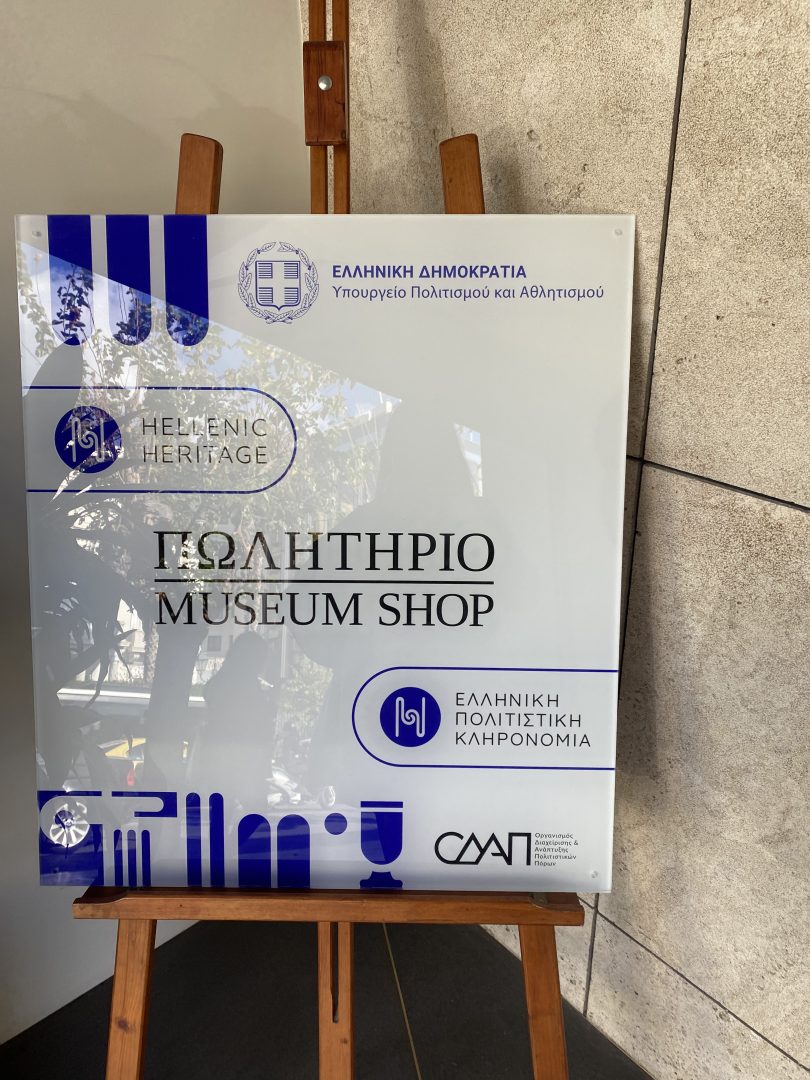 ΕΛΛΗΝΙΚΗ ΔΗΜΟΚΡΑΤΙΑ
Υπουργείο Πολιτισμού και Αθλητισμού
HELLENIC
HERITAGE
ΠΩΛΗΤΗΡΙΟ
MUSEUM SHOP
ΕΛΛΗΝΙΚΗ
ΠΟΛΙΤΙΣΤΙΚΗ
ΚΛΗΡΟΝΟΜΙΑ
ΟΔΑΠ
Οργανισμός
Διαχείρισης &
Ανάπτυξης
Πολιτιστικών
Πόρων